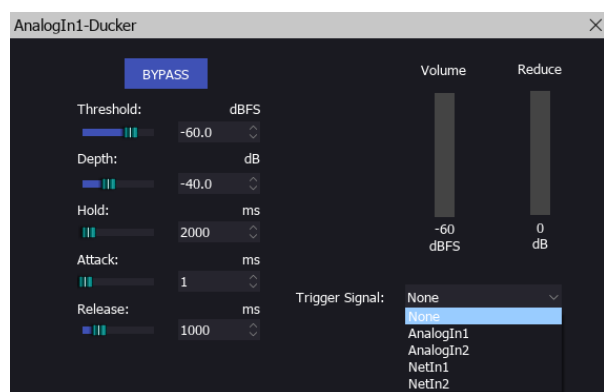 AnalogIn1-Ducker
BYPASS
Volume Reduce
Threshold: dBFS
-60.0
Depth: dB
-40.0
Hold: ms
2000
-60 0
dBFS dB
Attack: ms
1
Trigger Signal: None
Release: ms
1000
None
AnalogIn1
AnalogIn2
NetIn1
NetIn2